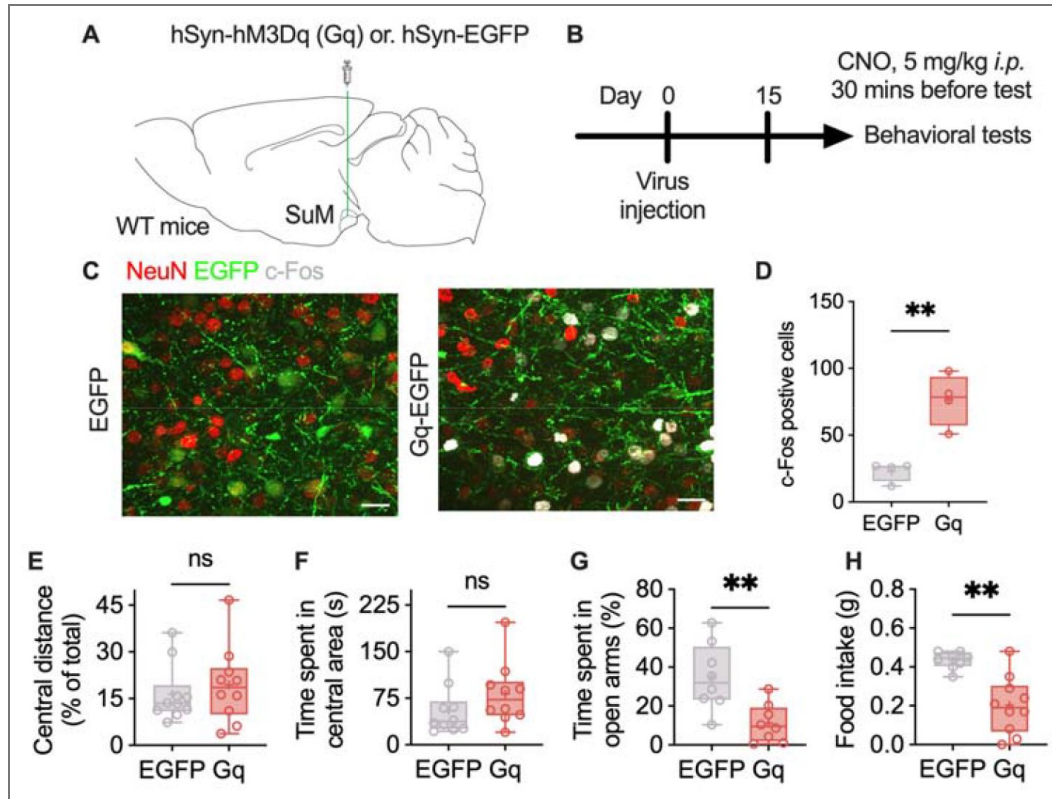 A
hSyn-hM3Dq (Gq) or. hSyn-EGFP
SuM
WT mice
B
CNO, 5 mg/kg i.p.
30 mins before test
Day 0 15
Behavioral tests
Virus
injection
C NeuN EGFP c-Fos
EGFP
Gq-EGFP
D
c-Fos postive cells
150
100
50
0
**
EGFP Gq
E
Central distance
(% of total)
45
30
15
0
ns
EGFP Gq
F
Time spent in
central area (s)
225
150
75
0
ns
EGFP Gq
G
Time spent in
open arms (%)
80
60
40
20
0
**
EGFP Gq
H
Food intake (g)
0.6
0.4
0.2
0.0
**
EGFP Gq